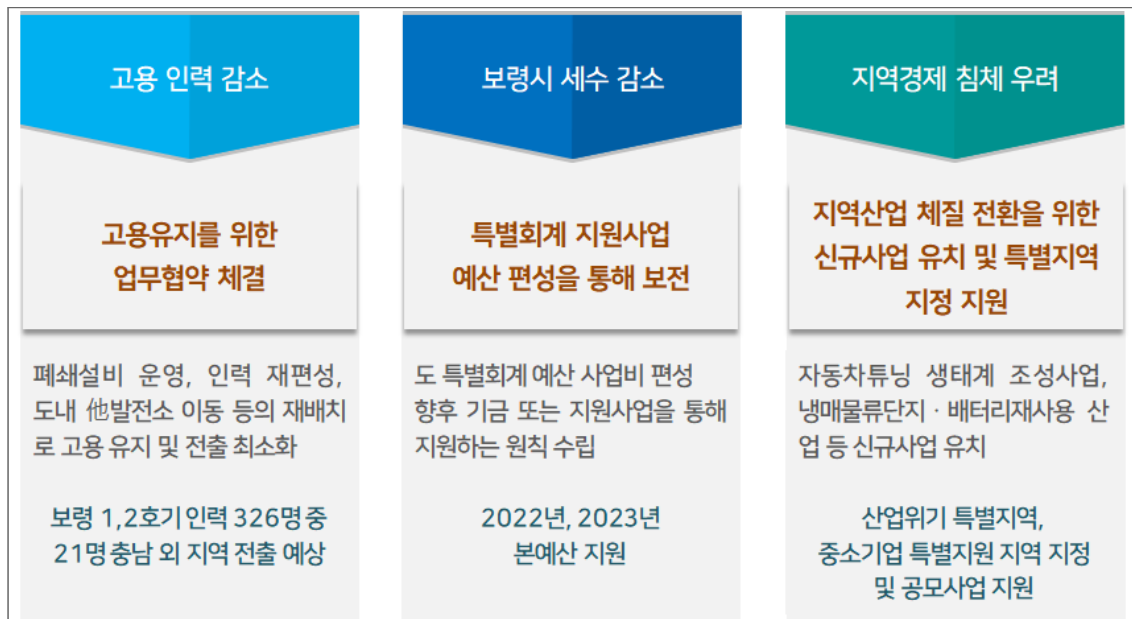 고용 인력 감소
고용유지를 위한
업무협약 체결
폐쇄설비 운영, 인력 재편성,
도내 他발전소 이동 등의 재배치
로 고용 유지 및 전출 최소화
보령 1,2호기 인력 326명 중
21명 충남 외 지역 전출 예상
보령시 세수 감소
특별회계 지원사업
예산 편성을 통해 보전
도 특별회계 예산 사업비 편성
향후 기금 또는 지원사업을 통해
지원하는 원칙 수립
2022년, 2023년
본예산 지원
지역경제 침체 우려
지역산업 체질 전환을 위한
신규사업 유치 및 특별지역
지정 지원
자동차튜닝 생태계 조성사업,
냉매물류단지 · 배터리재사용 산
업 등 신규사업 유치
산업위기 특별지역,
중소기업 특별지원 지역 지정
및 공모사업 지원